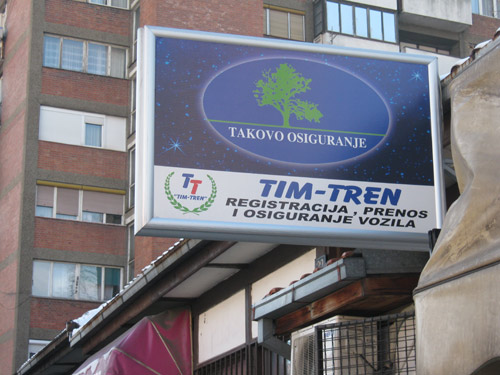 TAKOVO OSIGURANJE
TT
"TIM-TREN"
TIM-TREN
REGISTRACIJA, PRENOS
I OSIGURANJE VOZILA